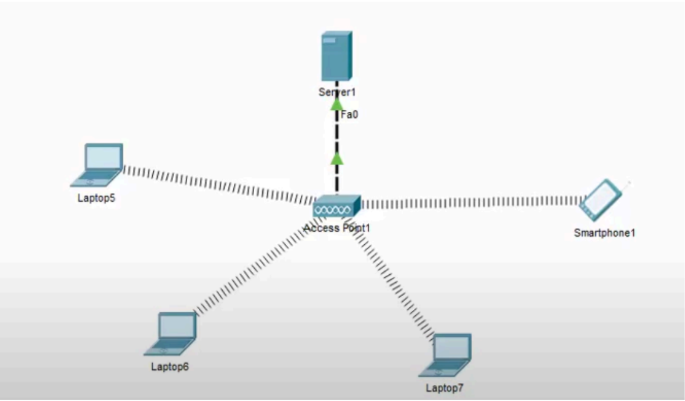 Server1
Fa0
Laptop5
Access Point1
Smartphone1
Laptop6
Laptop7